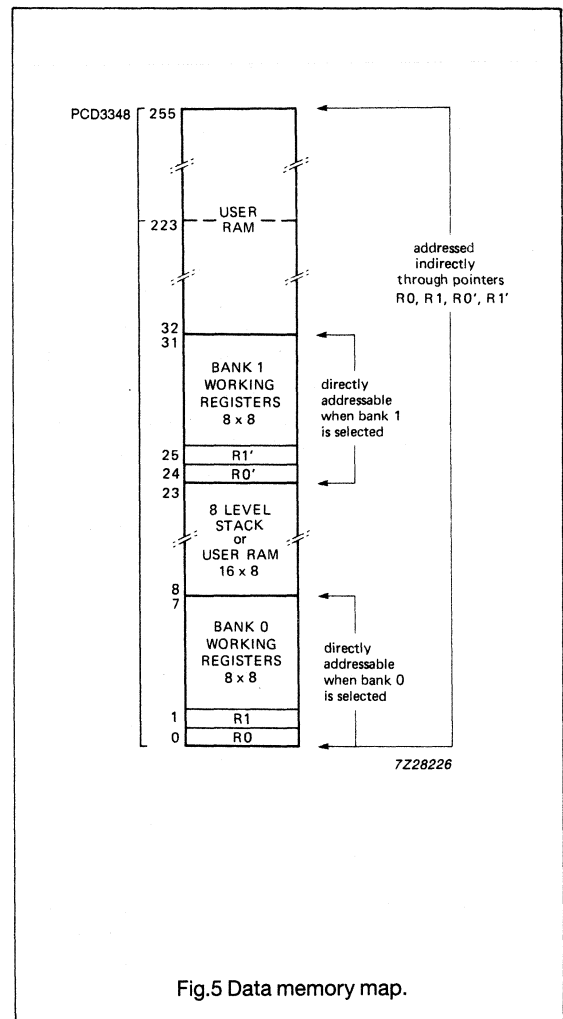 PCD3348
255
USER
RAM
223
addressed
indirectly
through pointers
R0, R1, R0', R1'
32
31
BANK 1
WORKING
REGISTERS
8 x 8
directly
addressable
when bank 1
is selected
25
R1'
24
R0'
23
8 LEVEL
STACK
or
USER RAM
16 x 8
8
7
BANK 0
WORKING
REGISTERS
8 x 8
directly
addressable
when bank 0
is selected
1
R1
0
R0
7Z28226
Fig.5 Data memory map.